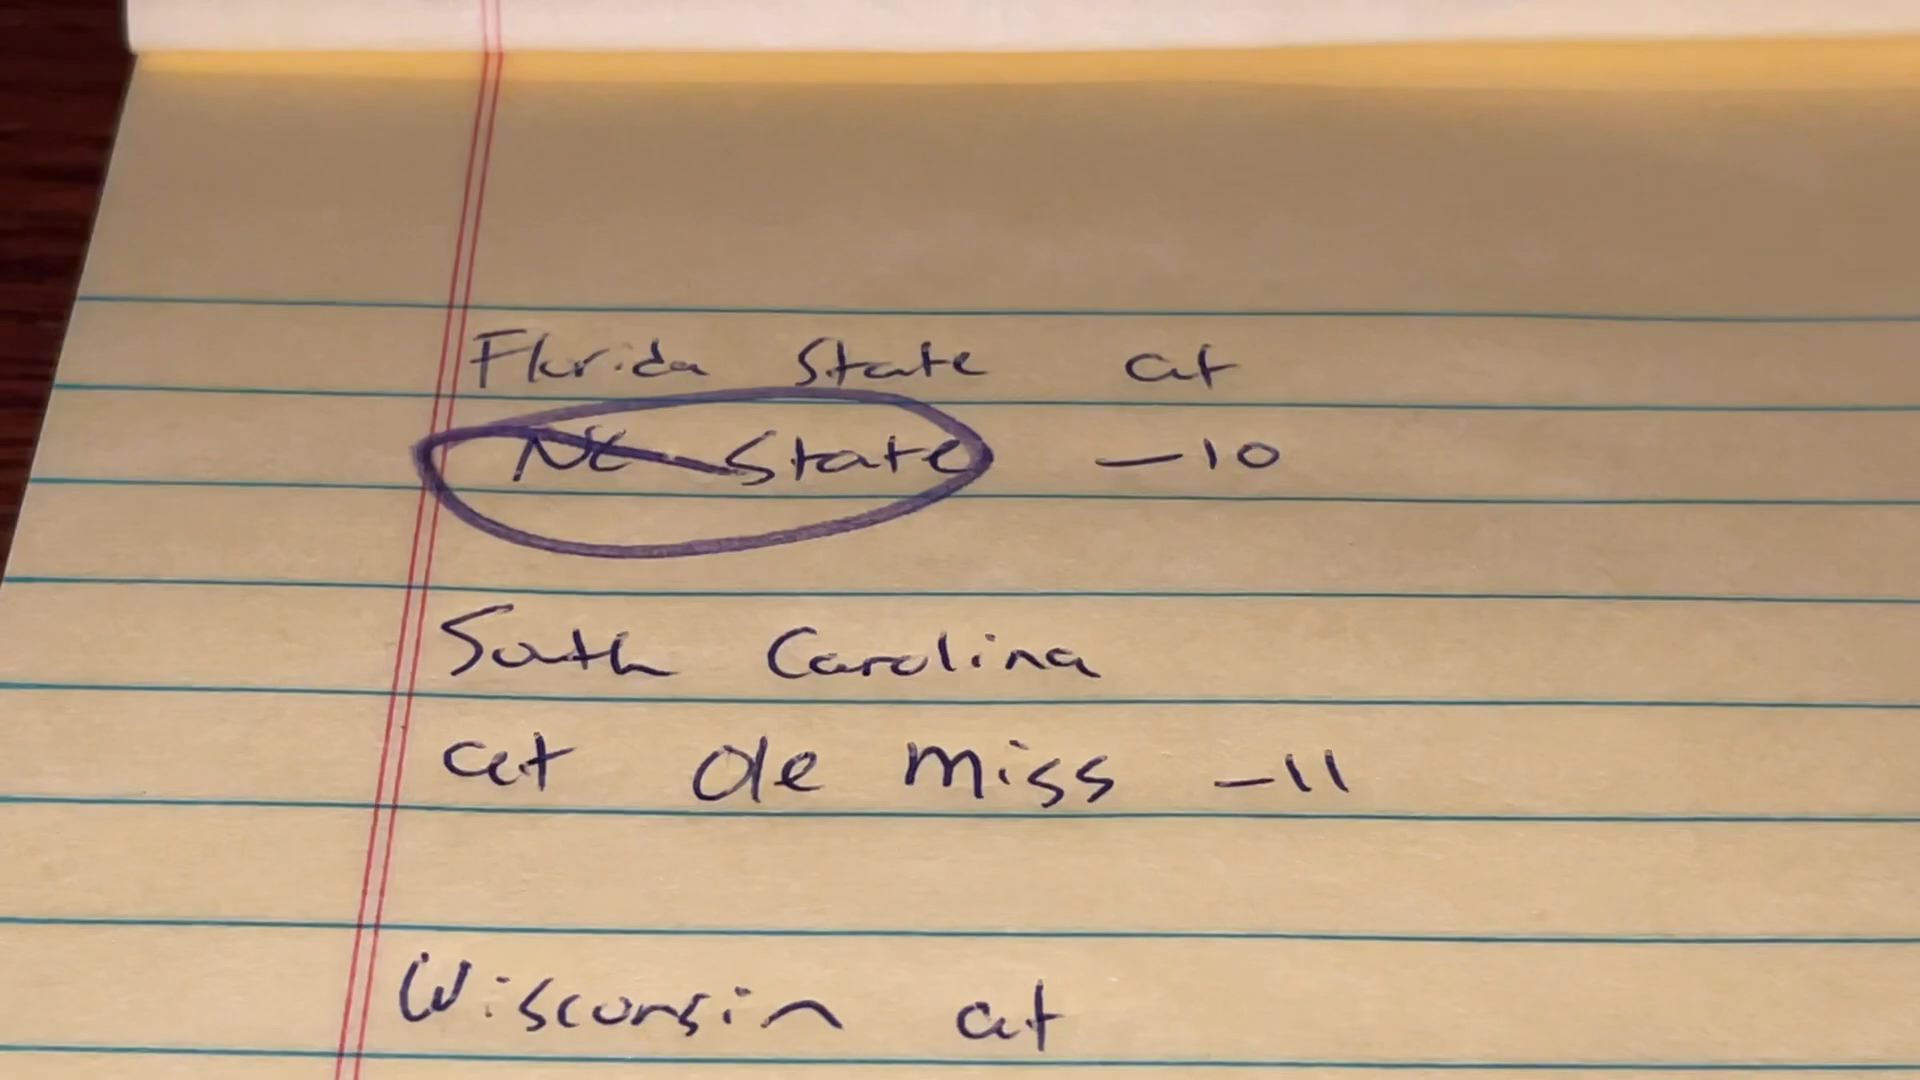 Florida State at
NC State -10
South Carolina
at Ole Miss -11
Wisconsin at